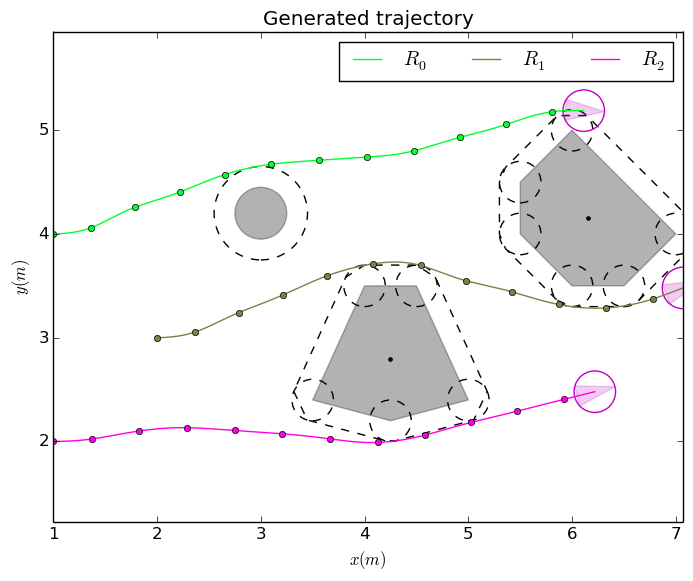 Generated trajectory
R₀ R₁ R₂
5
4
3
2
y(m)
1 2 3 4 5 6 7
x(m)